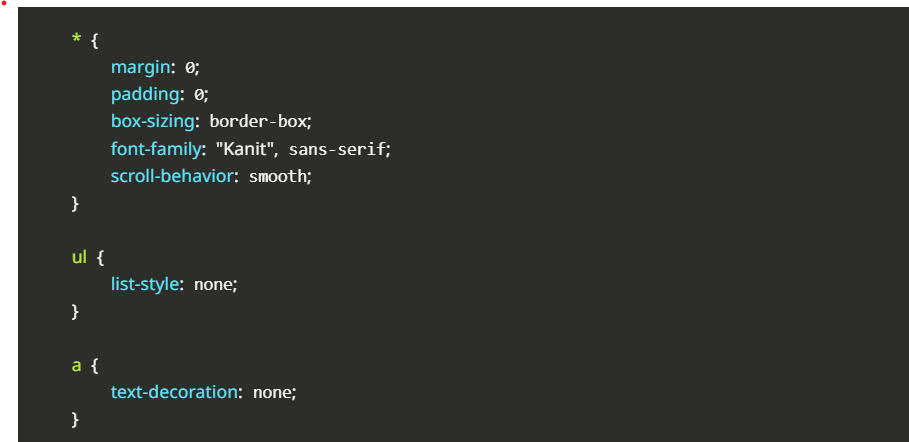 * {
margin: 0;
padding: 0;
box-sizing: border-box;
font-family: "Kanit", sans-serif;
scroll-behavior: smooth;
}
ul {
list-style: none;
}
a {
text-decoration: none;
}